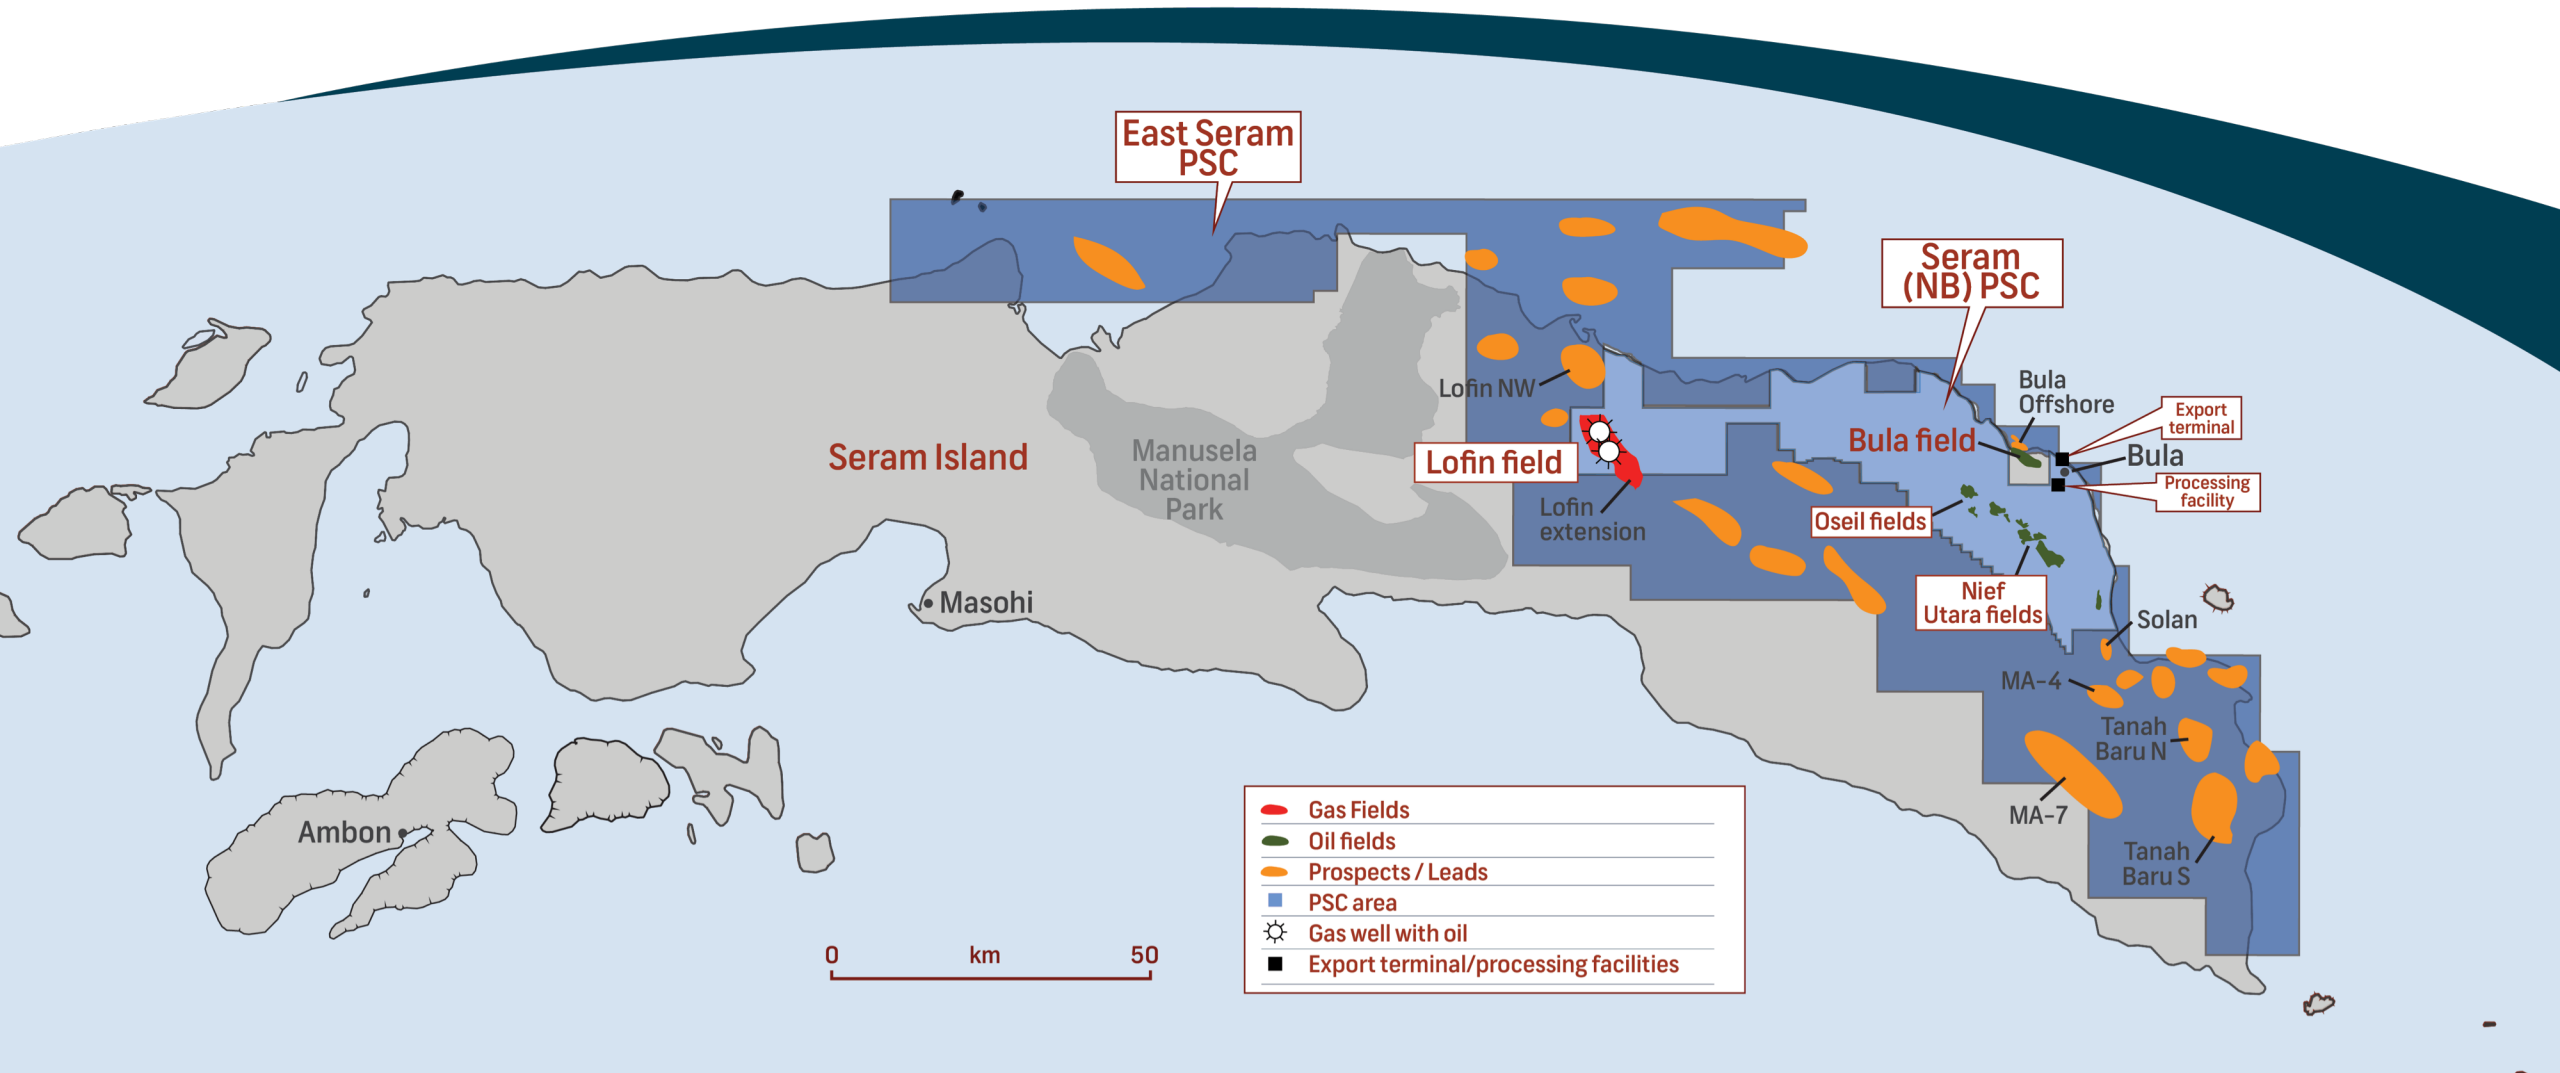 East Seram
PSC
Seram
(NB) PSC
Bula
Offshore
Export
terminal
Lofin NW
Bula field
Bula
Seram Island
Manusela
National
Park
Lofin field
Processing
facility
Lofin
extension
Oseil fields
Nief
Utara fields
Masohi
Solan
MA-4
Tanah
Baru N
MA-7
Tanah
Baru S
Ambon
0 km 50
Gas Fields
Oil fields
Prospects / Leads
PSC area
Gas well with oil
Export terminal/processing facilities